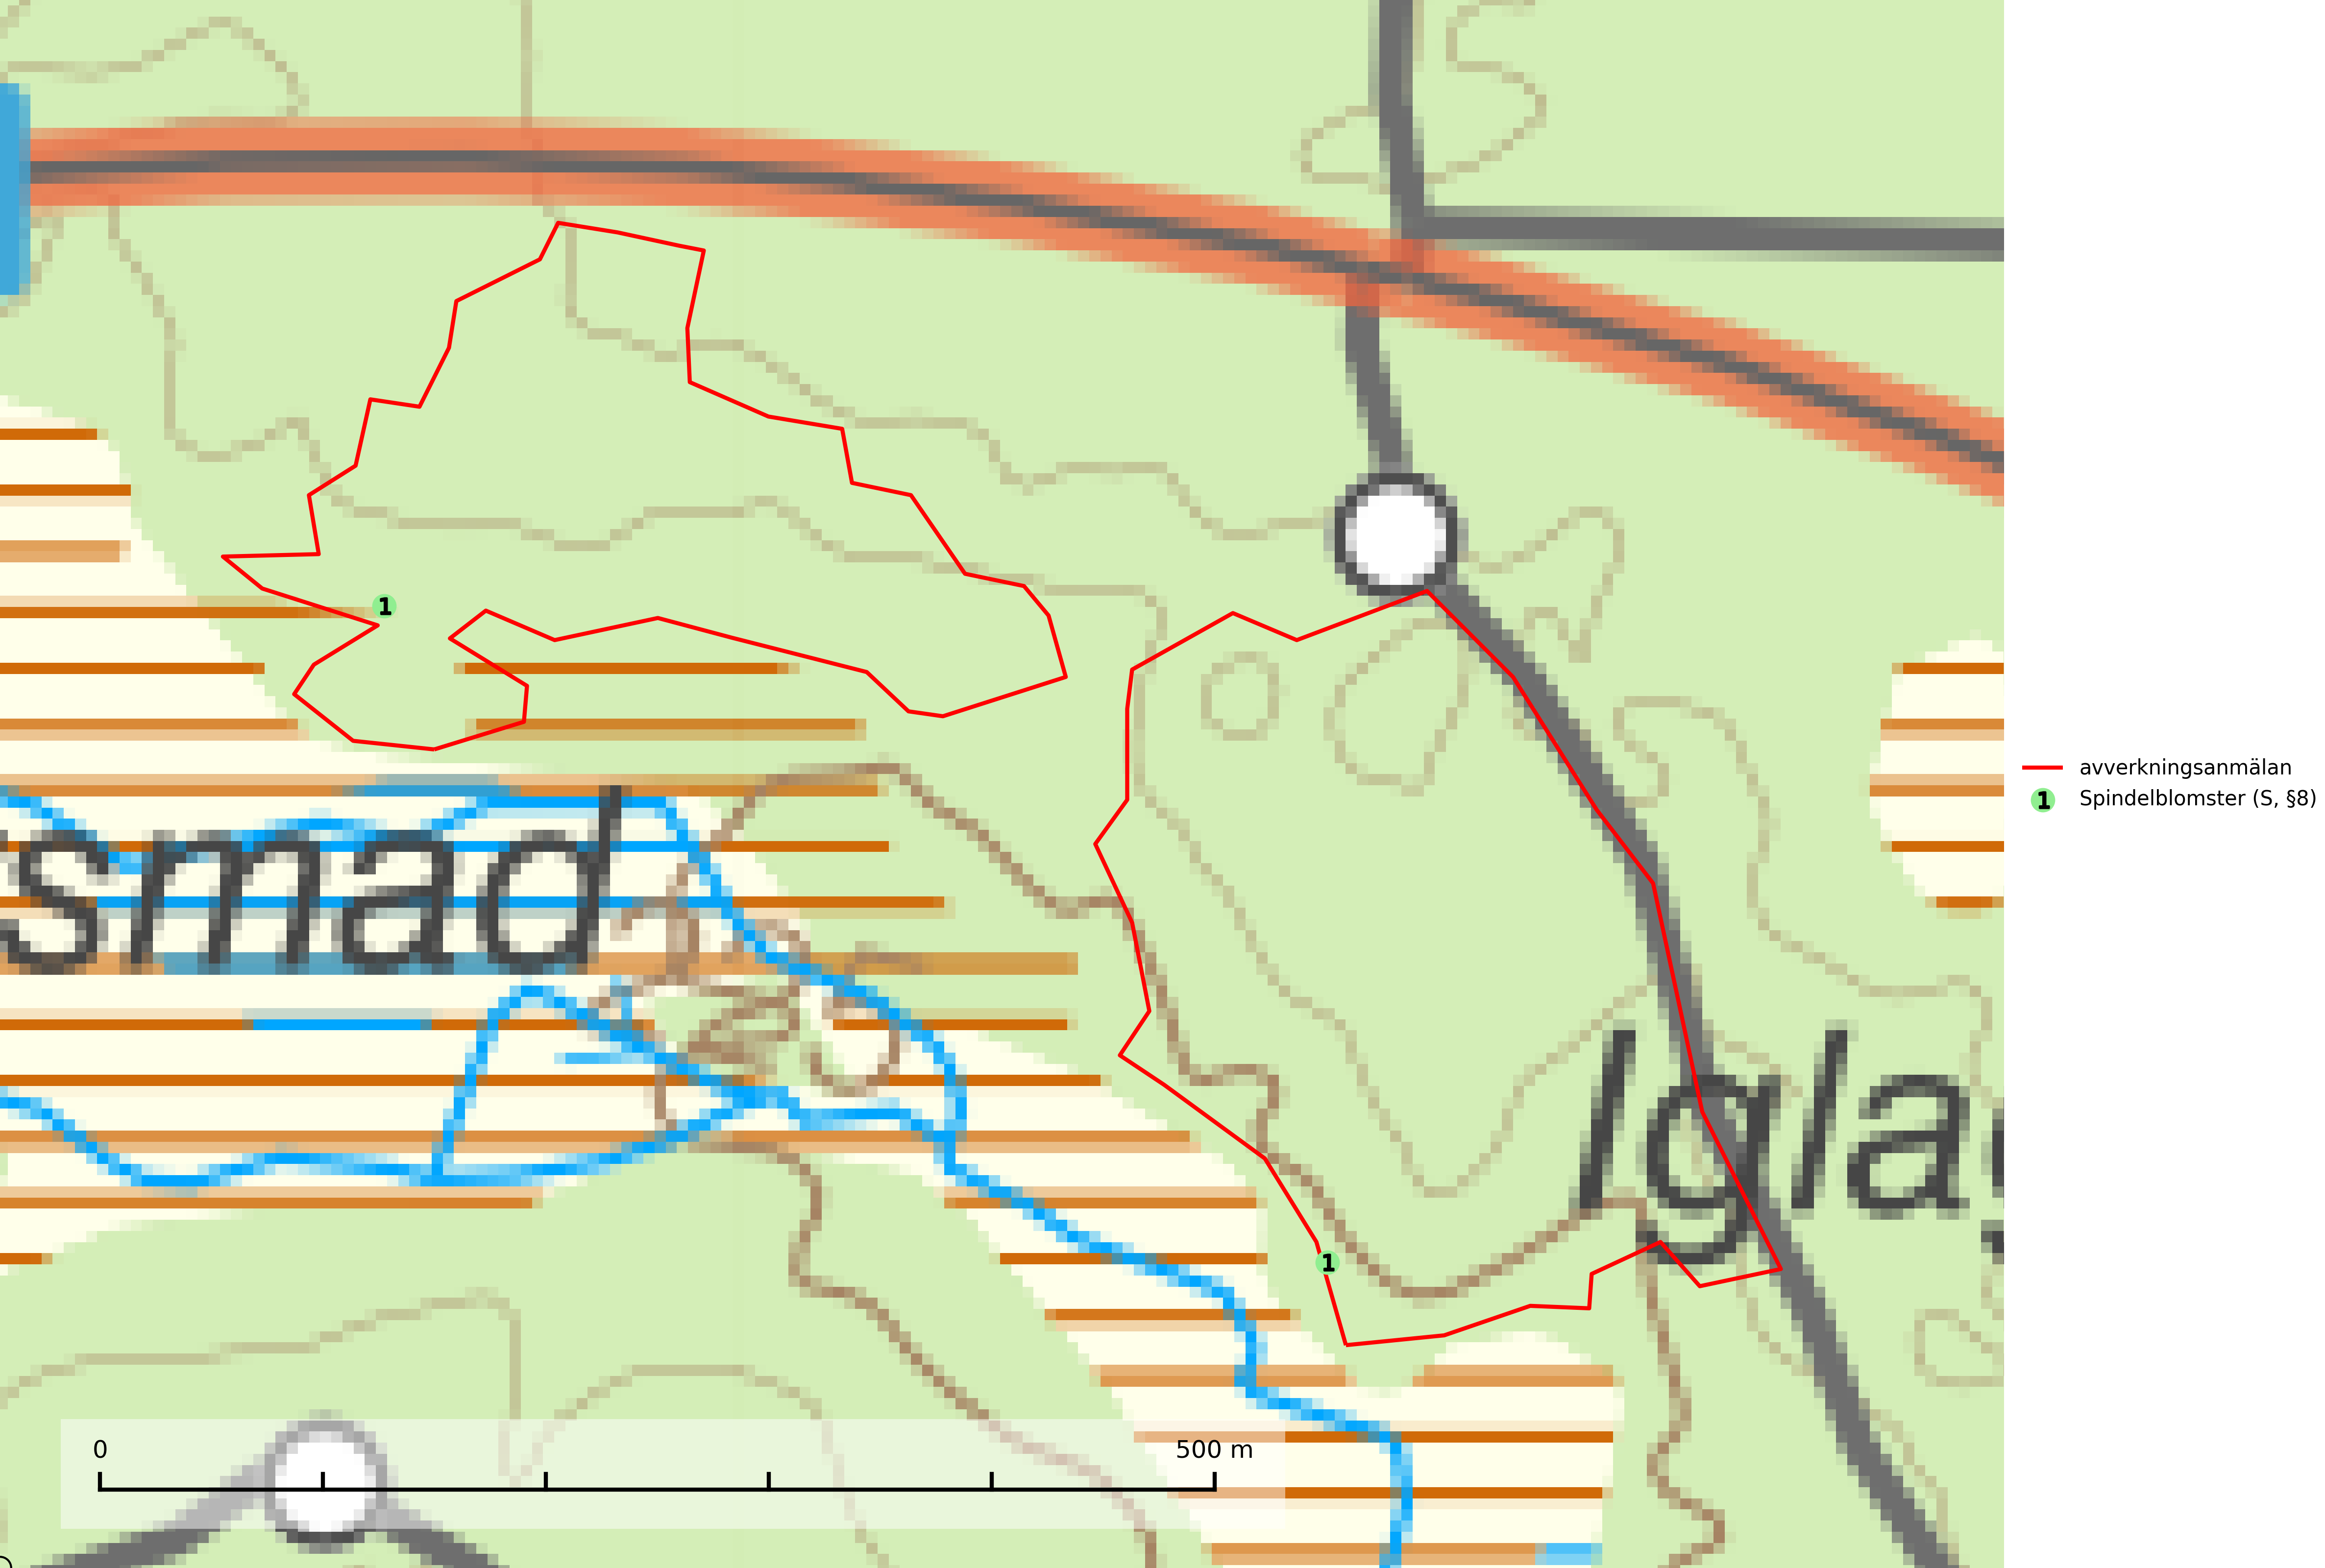 1
smad
avverkningsanmälan
1 Spindelblomster (S, §8)
Igla
1
0 500 m